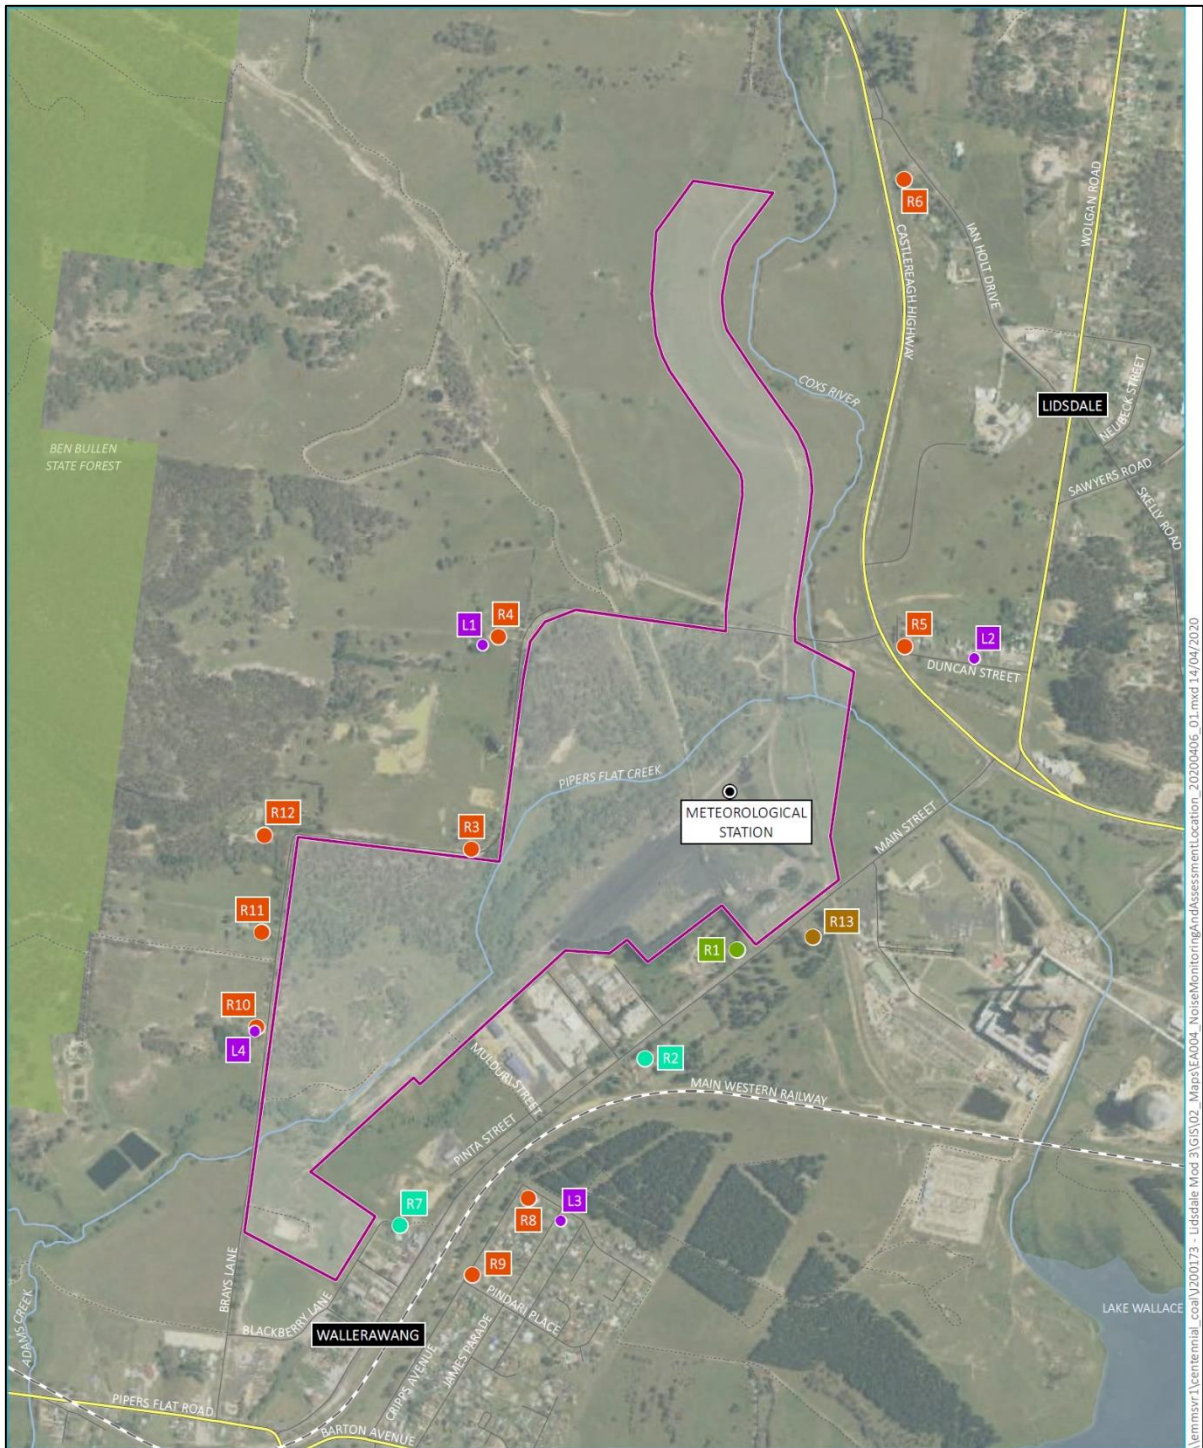 R6
CASTLEREAGH HIGHWAY
IAN HOLT DRIVE
WOLGAN ROAD
COXS RIVER
LIDSDALE
NEUBECK STREET
BEN BULLEN
STATE FOREST
SAWYERS ROAD
SKELLY ROAD
L1
R4
R5
L2
DUNCAN STREET
PIPERS FLAT CREEK
METEOROLOGICAL
STATION
MAIN STREET
R12
R3
R11
R1
R13
R10
L4
MULDURI STREET
R2
MAIN WESTERN RAILWAY
PINTA STREET
R7
R8
L3
R9
BRAYS LANE
PINDARI PLACE
BLACKBERRY LANE
WALLERAWANG
LAKE WALLACE
ADAMS CREEK
CRIPPS AVENUE
JAMES PARADE
PIPERS FLAT ROAD
BARTON AVENUE
\emmsvr1\centennial_coal\J200173 - Lidsdale Mod 3\GIS\02_Maps\EA004_NoiseMonitoringAndAssessmentLocation_20200406_01.mxd 14/04/2020